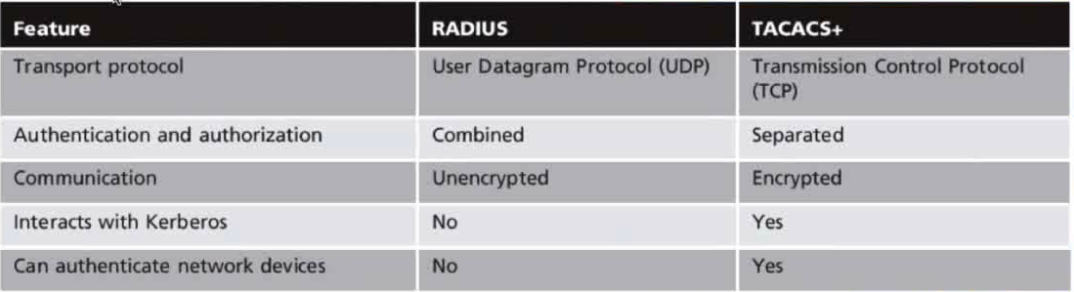 Feature RADIUS TACACS+
Transport protocol User Datagram Protocol (UDP) Transmission Control Protocol
(TCP)
Authentication and authorization Combined Separated
Communication Unencrypted Encrypted
Interacts with Kerberos No Yes
Can authenticate network devices No Yes